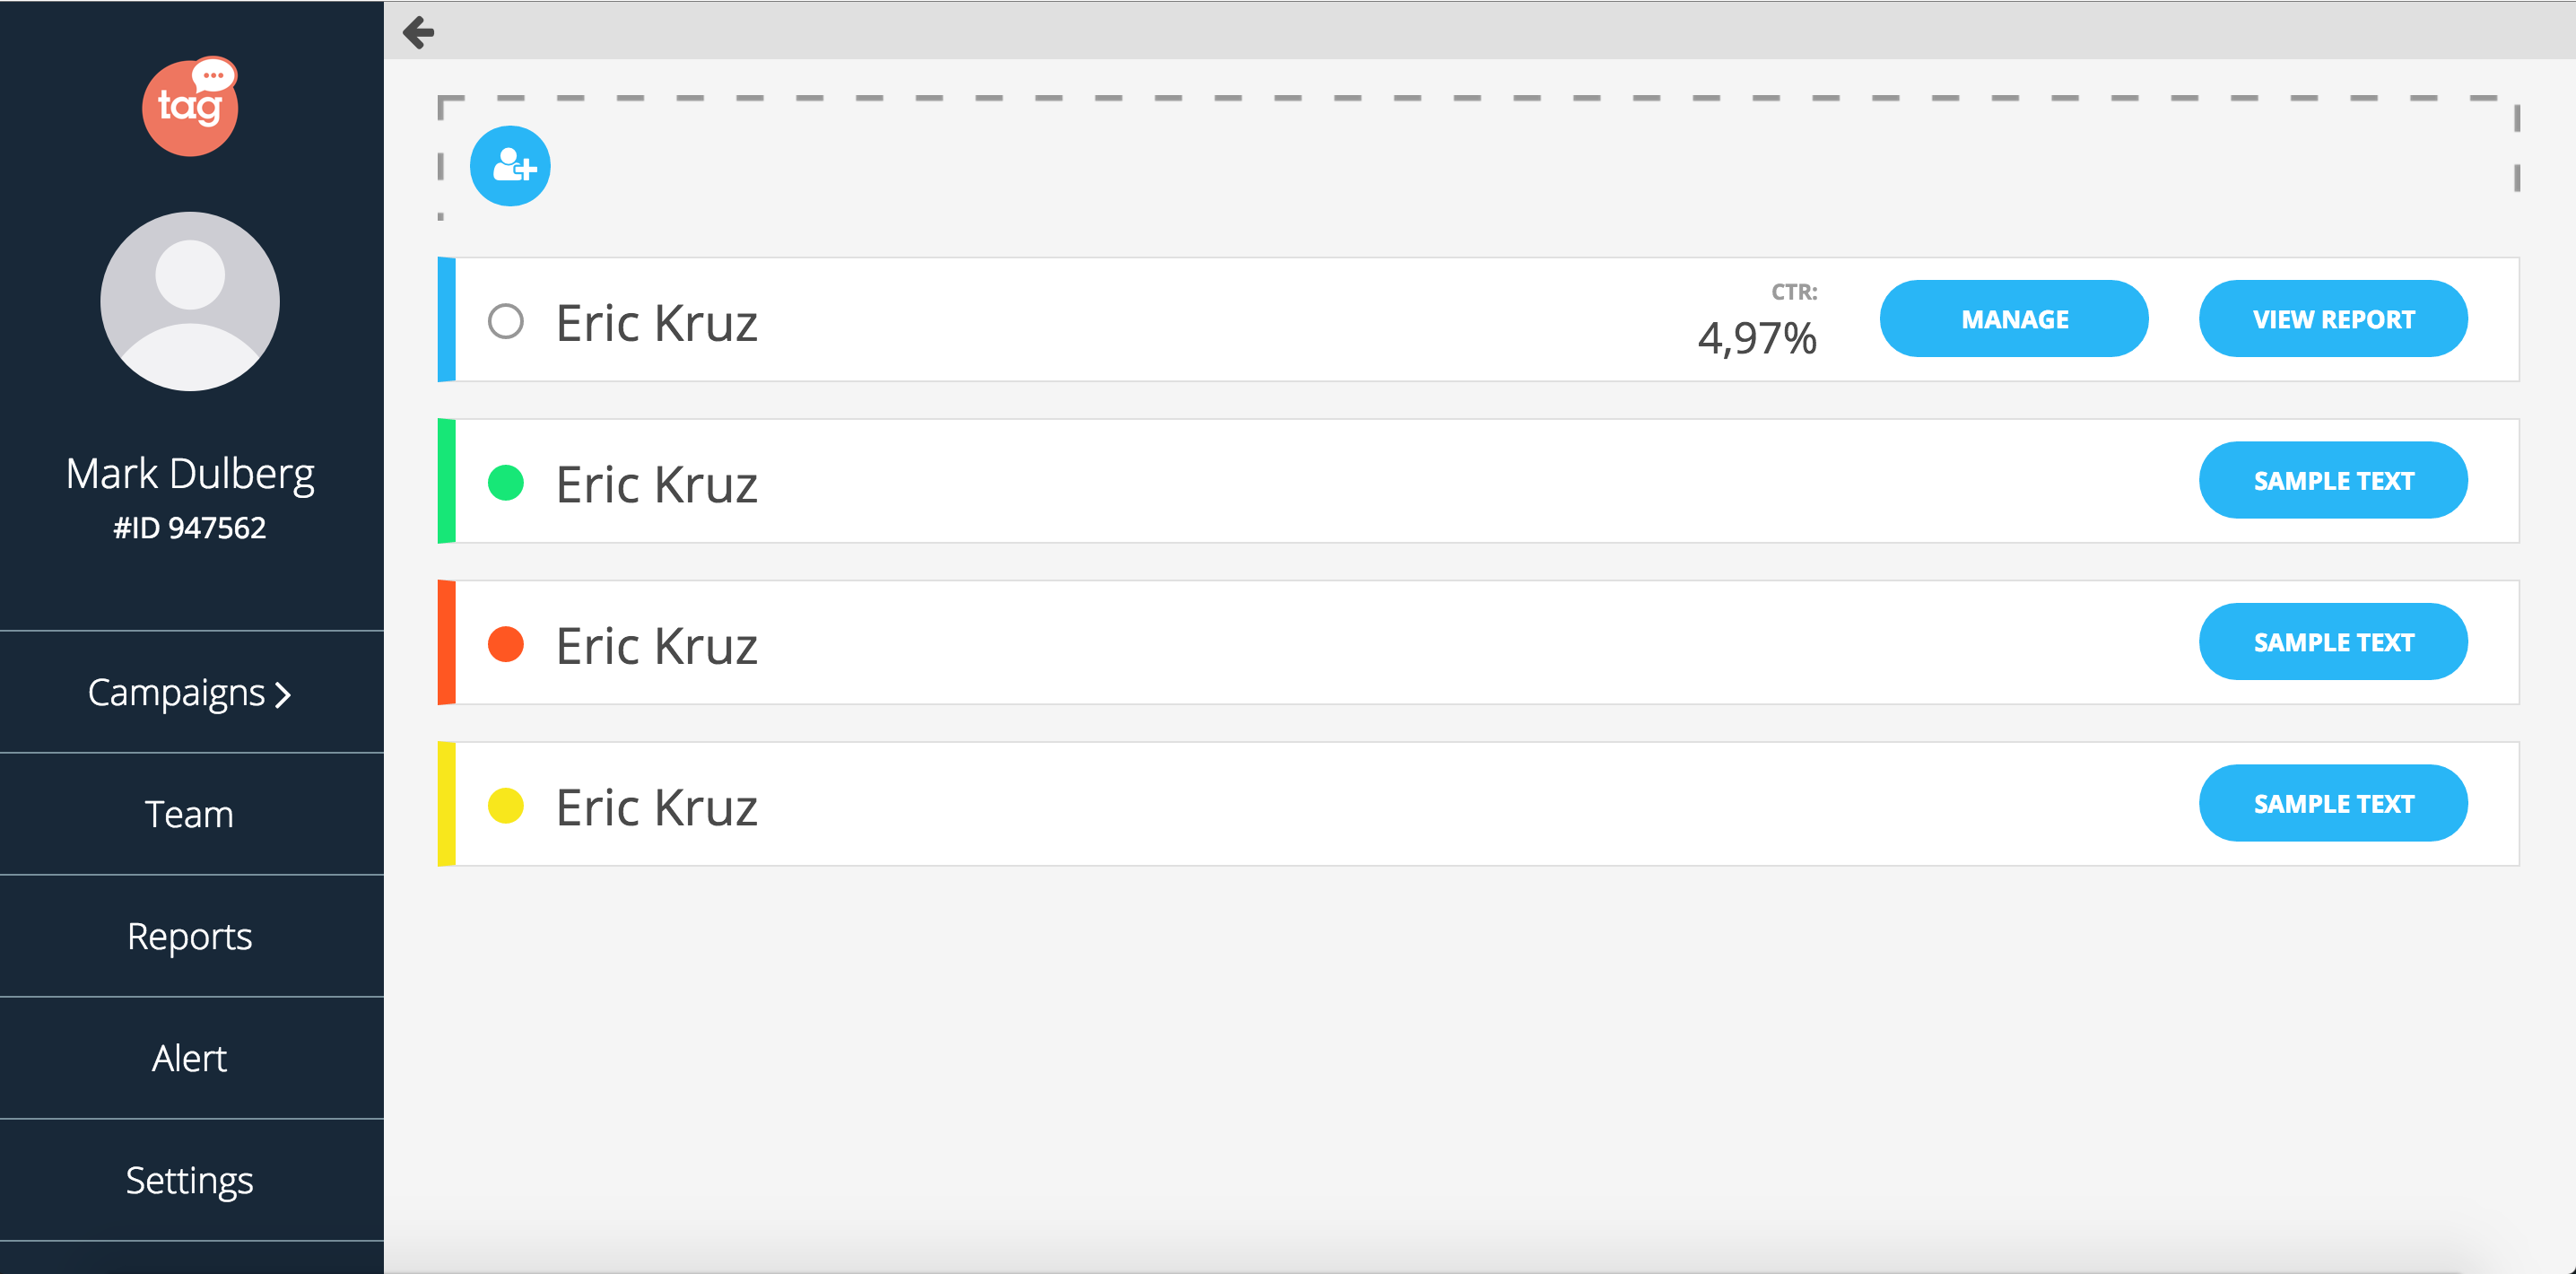 tag
Mark Dulberg
#ID 947562
Campaigns
Team
Reports
Alert
Settings
Eric Kruz
CTR:
4,97%
MANAGE
VIEW REPORT
Eric Kruz
SAMPLE TEXT
Eric Kruz
SAMPLE TEXT
Eric Kruz
SAMPLE TEXT